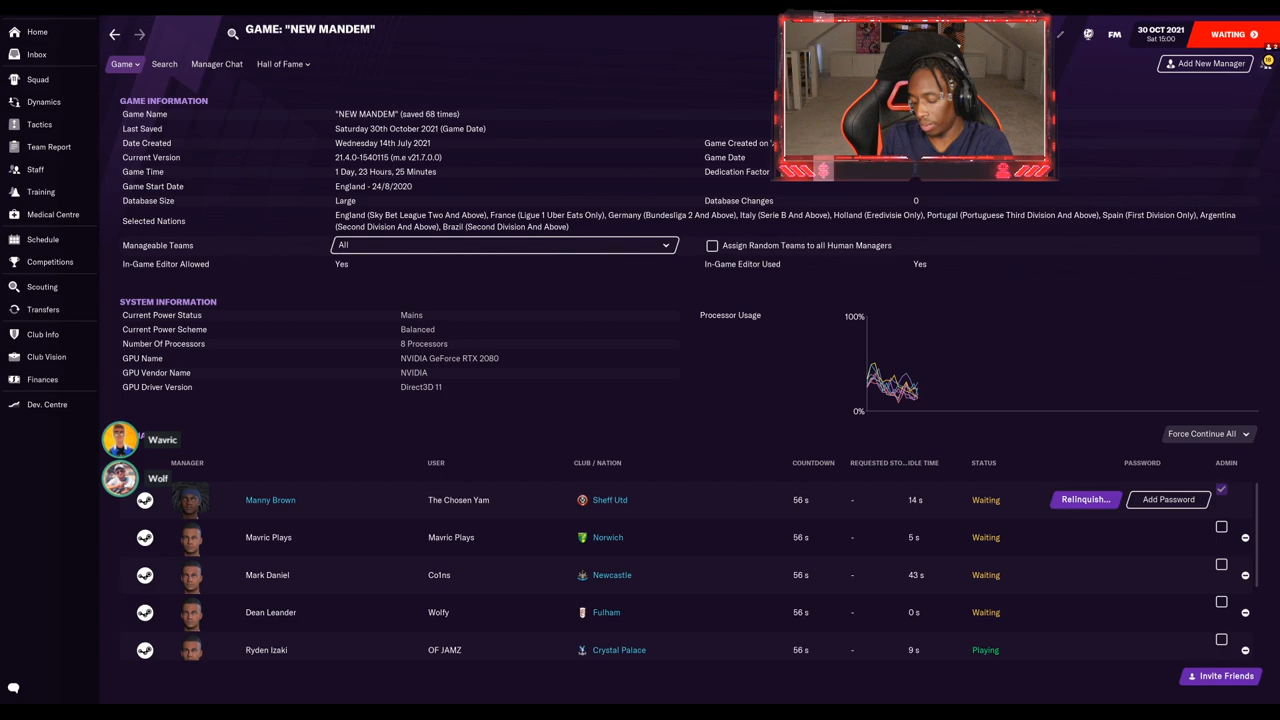 Home
Inbox
Squad
Dynamics
Tactics
Team Report
Staff
Training
Medical Centre
Schedule
Competitions
Scouting
Transfers
Club Info
Club Vision
Finances
Dev. Centre
GAME: "NEW MANDEM"
FM
30 OCT 2021
Sat 15:00
WAITING
2
Game
Search
Manager Chat
Hall of Fame
Add New Manager
18
GAME INFORMATION
Game Name "NEW MANDEM" (saved 68 times)
Last Saved Saturday 30th October 2021 (Game Date)
Date Created Wednesday 14th July 2021 Game Created on
Current Version 21.4.0-1540115 (m.e v21.7.0.0) Game Date
Game Time 1 Day, 23 Hours, 25 Minutes Dedication Factor
Game Start Date England - 24/8/2020
Database Size Large Database Changes 0
Selected Nations England (Sky Bet League Two And Above), France (Ligue 1 Uber Eats Only), Germany (Bundesliga 2 And Above), Italy (Serie B And Above), Holland (Eredivisie Only), Portugal (Portuguese Third Division And Above), Spain (First Division Only), Argentina
(Second Division And Above), Brazil (Second Division And Above)
Manageable Teams All Assign Random Teams to all Human Managers
In-Game Editor Allowed Yes In-Game Editor Used Yes
SYSTEM INFORMATION
Current Power Status Mains Processor Usage 100%
Current Power Scheme Balanced
Number Of Processors 8 Processors
GPU Name NVIDIA GeForce RTX 2080
GPU Vendor Name NVIDIA
GPU Driver Version Direct3D 11
0%
Force Continue All
Wavric
Wolf
MANAGER USER CLUB / NATION COUNTDOWN REQUESTED STO... IDLE TIME STATUS PASSWORD ADMIN
Manny Brown The Chosen Yam Sheff Utd 56 s - 14 s Waiting Relinquish... Add Password
Mavric Plays Mavric Plays Norwich 56 s - 5 s Waiting
Mark Daniel Co1ns Newcastle 56 s - 43 s Waiting
Dean Leander Wolfy Fulham 56 s - 0 s Waiting
Ryden Izaki OF JAMZ Crystal Palace 56 s - 9 s Playing
Invite Friends